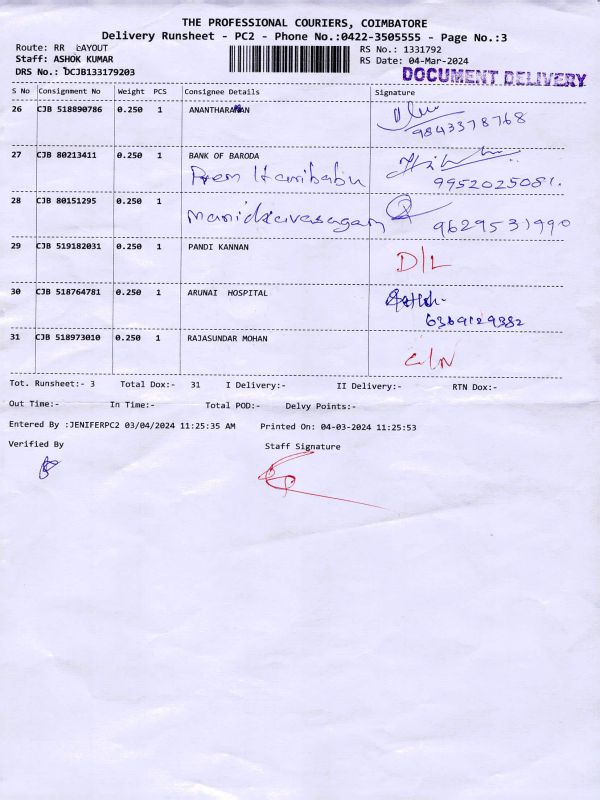 THE PROFESSIONAL COURIERS, COIMBATORE
Delivery Runsheet - PC2 - Phone No.:0422-3505555 - Page No.:3
Route: RR LAYOUT RS No.: 1331792
Staff: ASHOK KUMAR RS Date: 04-Mar-2024
DRS No.: DCJB133179203 DOCUMENT DELIVERY
S No Consignment No Weight PCS Consignee Details Signature
26 CJB 518890786 0.250 1 ANANTHARAMAN
9843378768
27 CJB 80213411 0.250 1 BANK OF BARODA
Prem Haribabu 9952025081.
28 CJB 80151295 0.250 1
Manickavasagam 9629531990
29 CJB 519182031 0.250 1 PANDI KANNAN
D/L
30 CJB 518764781 0.250 1 ARUNAI HOSPITAL
6369129332
31 CJB 518973010 0.250 1 RAJASUNDAR MOHAN
C/N
Tot. Runsheet:- 3 Total Dox:- 31 I Delivery:- II Delivery:- RTN Dox:-
Out Time:- In Time:- Total POD:- Delvy Points:-
Entered By :JENIFERPC2 03/04/2024 11:25:35 AM Printed On: 04-03-2024 11:25:53
Verified By Staff Signature